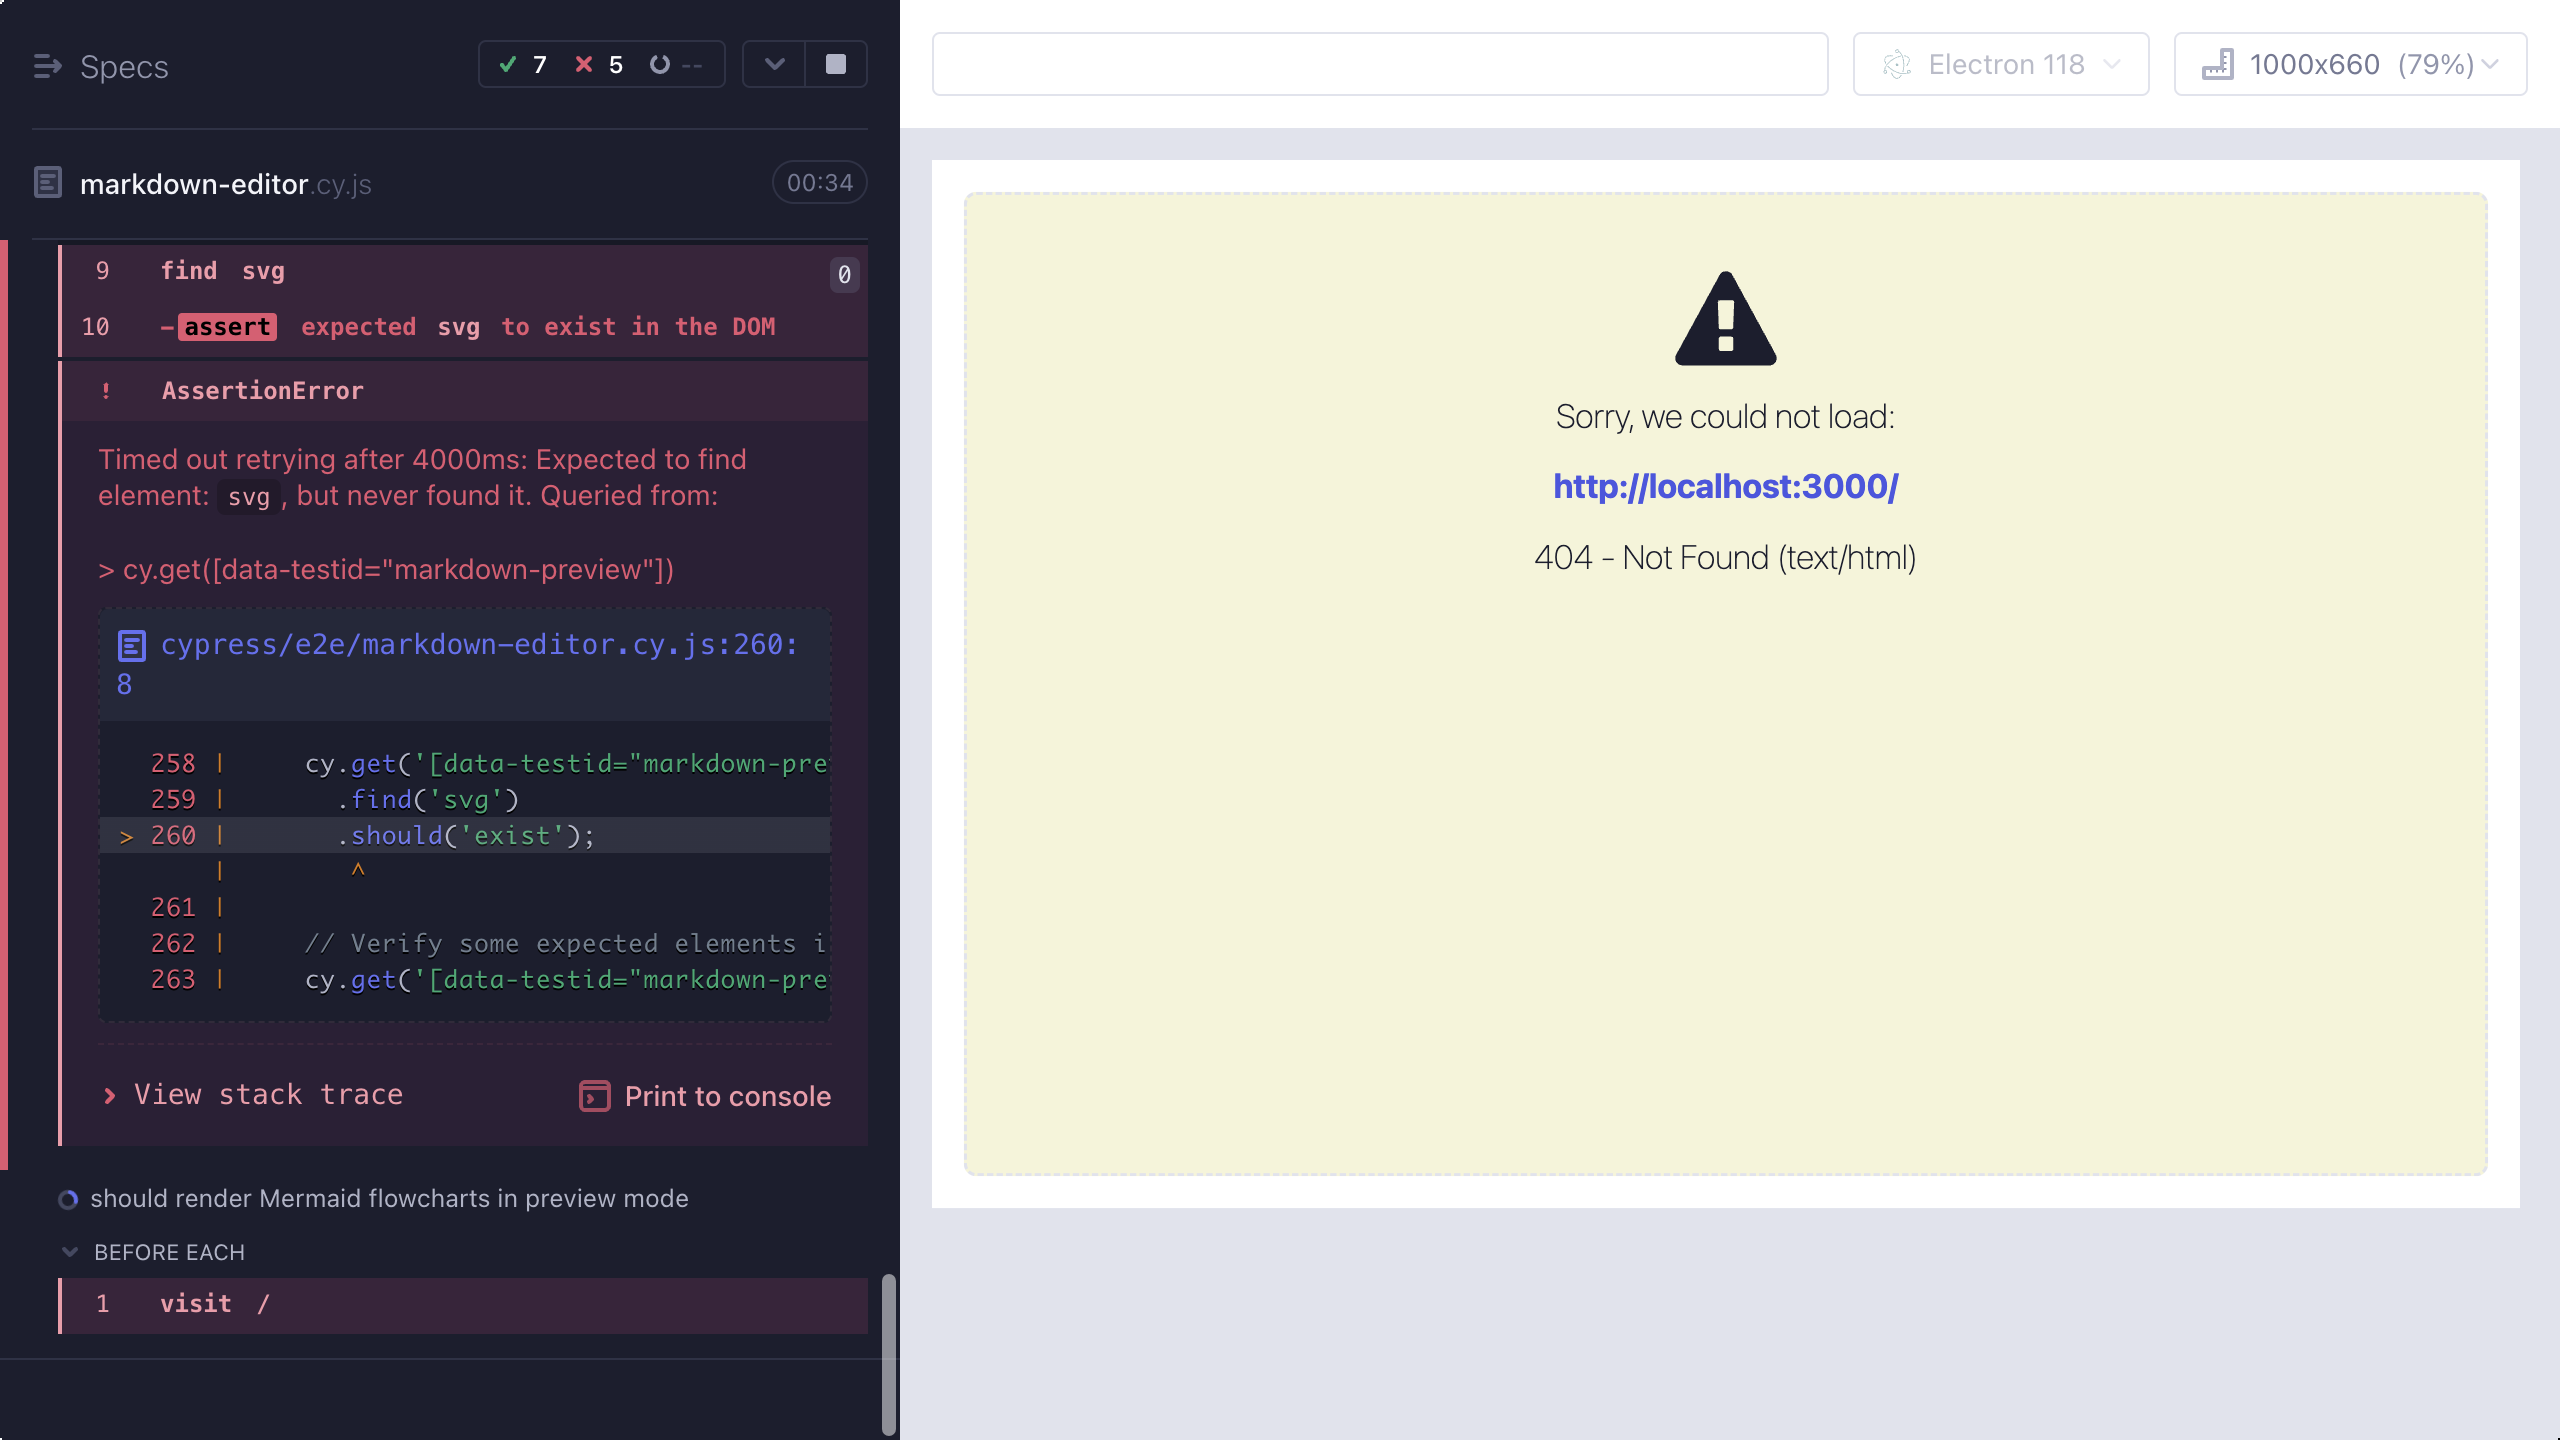 Specs
7 5 --
markdown-editor.cy.js
00:34
9 find svg 0
10 -assert expected svg to exist in the DOM
! AssertionError
Timed out retrying after 4000ms: Expected to find
element: svg, but never found it. Queried from:
> cy.get([data-testid="markdown-preview"])
cypress/e2e/markdown-editor.cy.js:260:
8
258 | cy.get('[data-testid="markdown-pre
259 | .find('svg')
> 260 | .should('exist');
| ^
261 |
262 | // Verify some expected elements i
263 | cy.get('[data-testid="markdown-pre
View stack trace
Print to console
should render Mermaid flowcharts in preview mode
BEFORE EACH
1 visit /
Electron 118
1000x660 (79%)
Sorry, we could not load:
http://localhost:3000/
404 - Not Found (text/html)